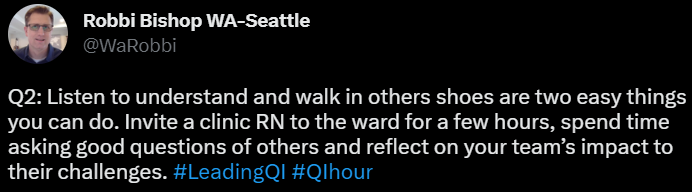 Robbi Bishop WA-Seattle
@WaRobbi
Q2: Listen to understand and walk in others shoes are two easy things
you can do. Invite a clinic RN to the ward for a few hours, spend time
asking good questions of others and reflect on your team’s impact to
their challenges. #LeadingQI #QIhour